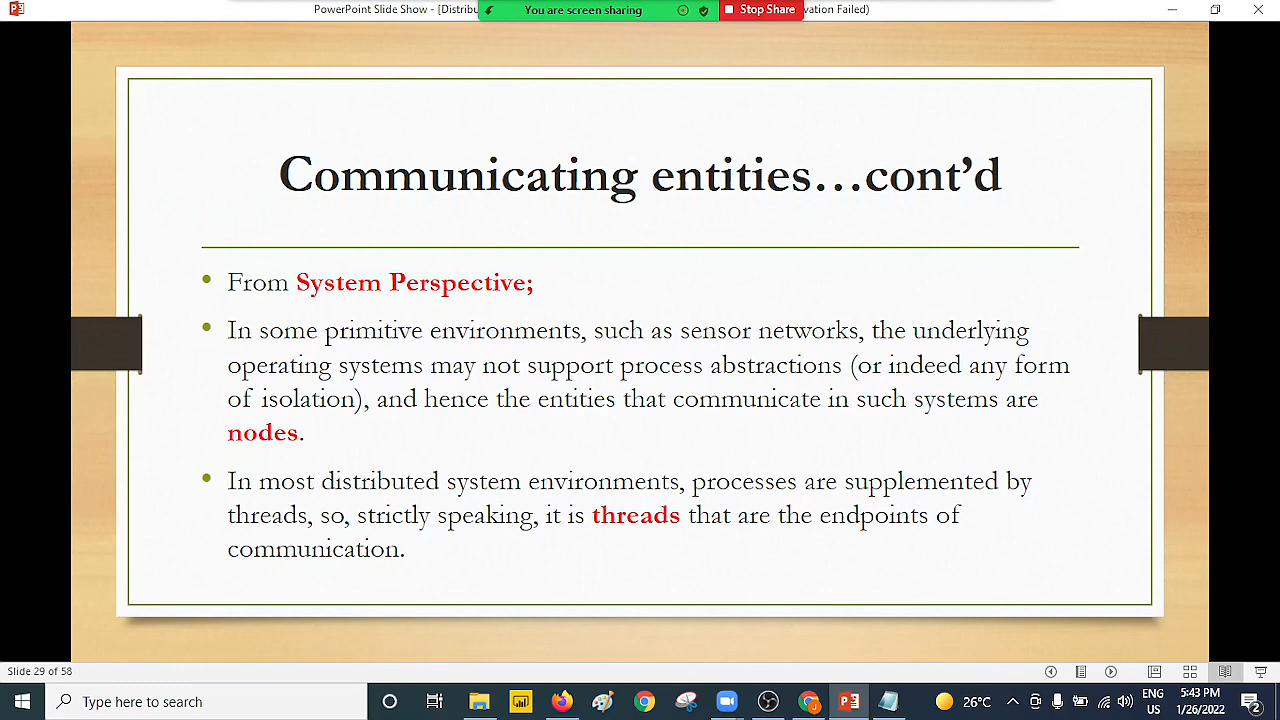 PowerPoint Slide Show - [Distribu
You are screen sharing
Stop Share
vation Failed)
Communicating entities…cont’d
• From System Perspective;
• In some primitive environments, such as sensor networks, the underlying
operating systems may not support process abstractions (or indeed any form
of isolation), and hence the entities that communicate in such systems are
nodes.
• In most distributed system environments, processes are supplemented by
threads, so, strictly speaking, it is threads that are the endpoints of
communication.
Slide 29 of 58
Type here to search
26°C
ENG
US
5:43 PM
1/26/2022
2